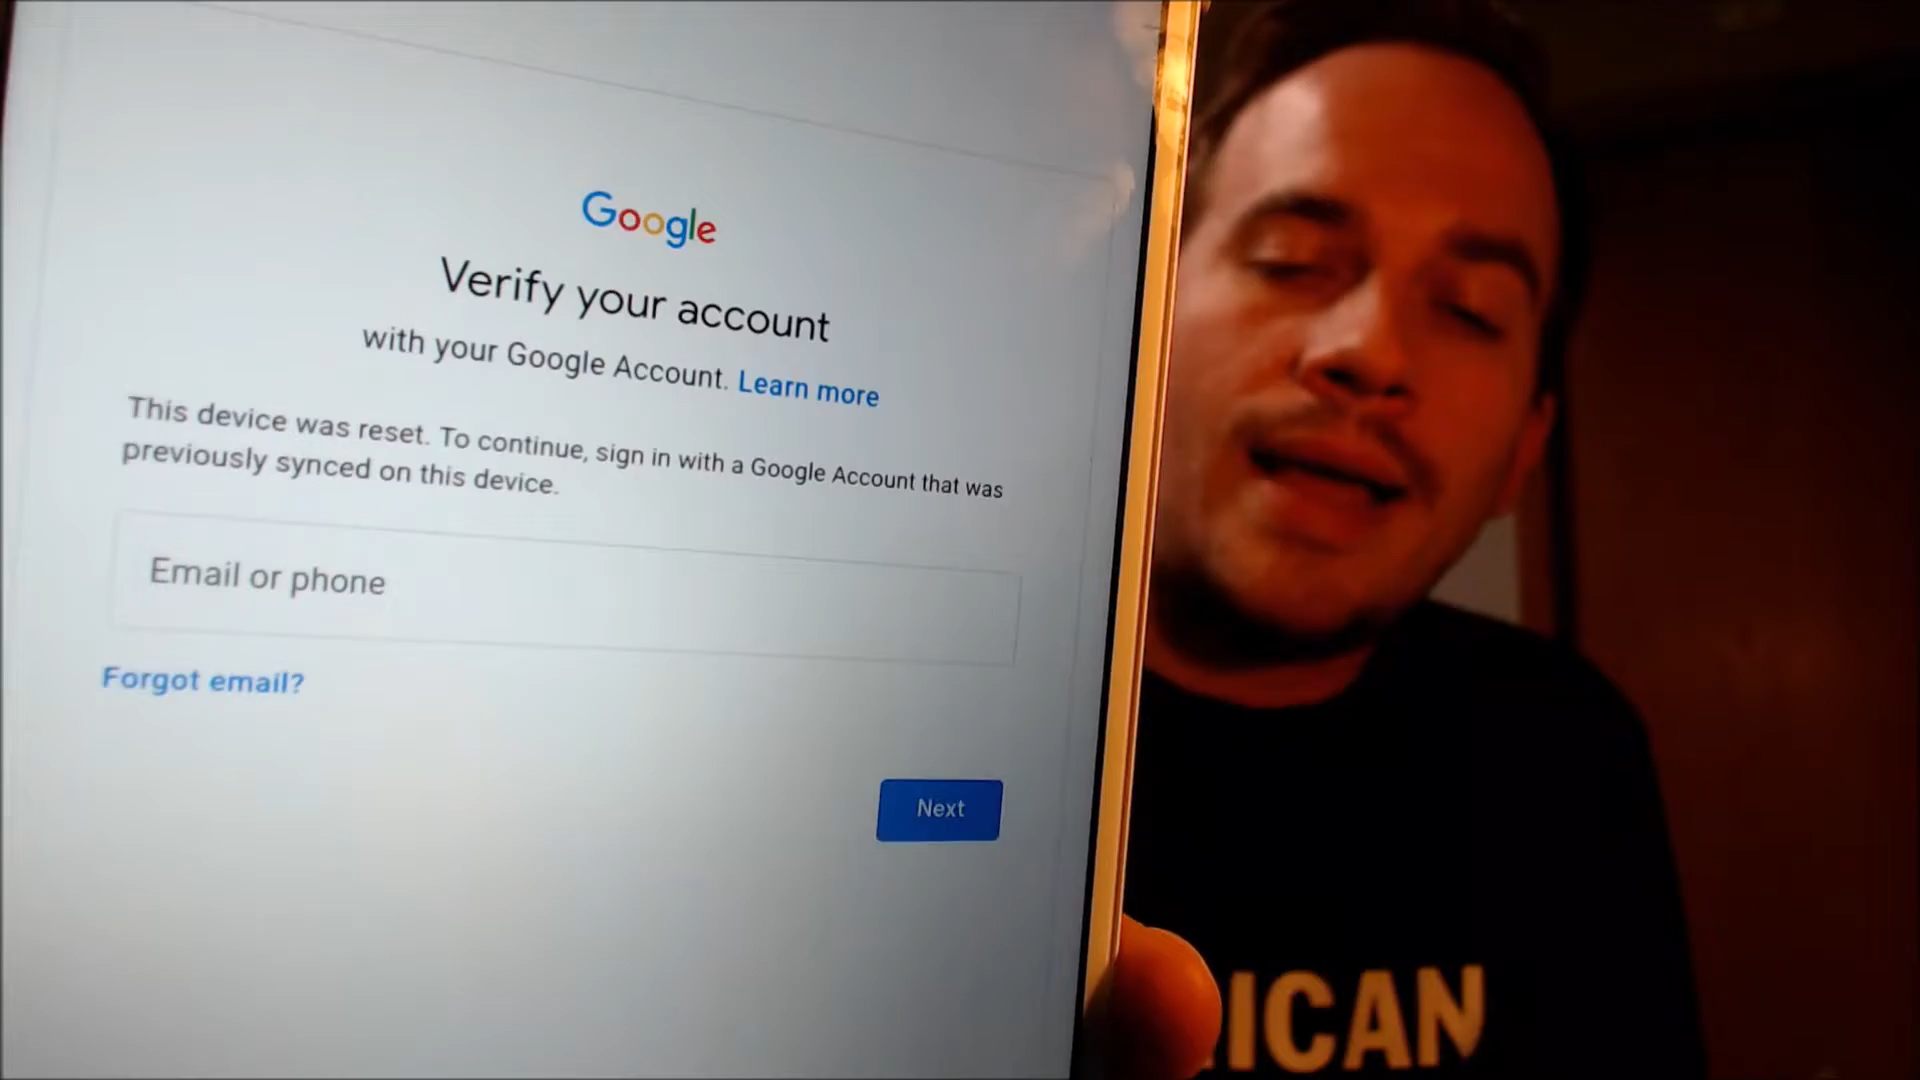 Google
Verify your account
with your Google Account. Learn more
This device was reset. To continue, sign in with a Google Account that was
previously synced on this device.
Email or phone
Forgot email?
Next
ICAN